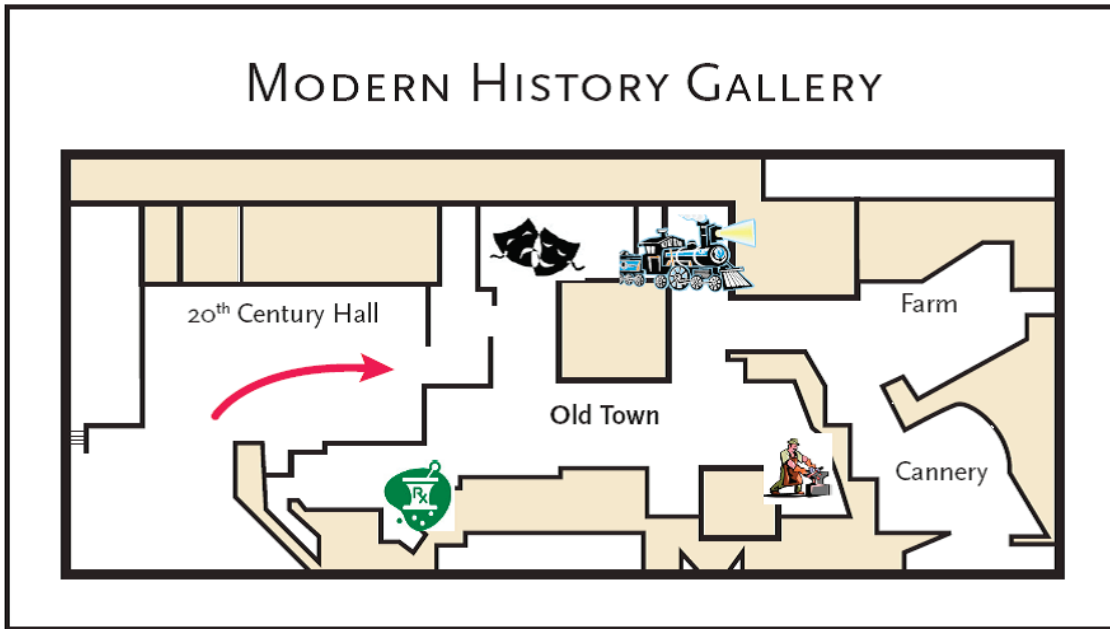 Modern History Gallery
20th Century Hall
Farm
Old Town
Cannery
Rx